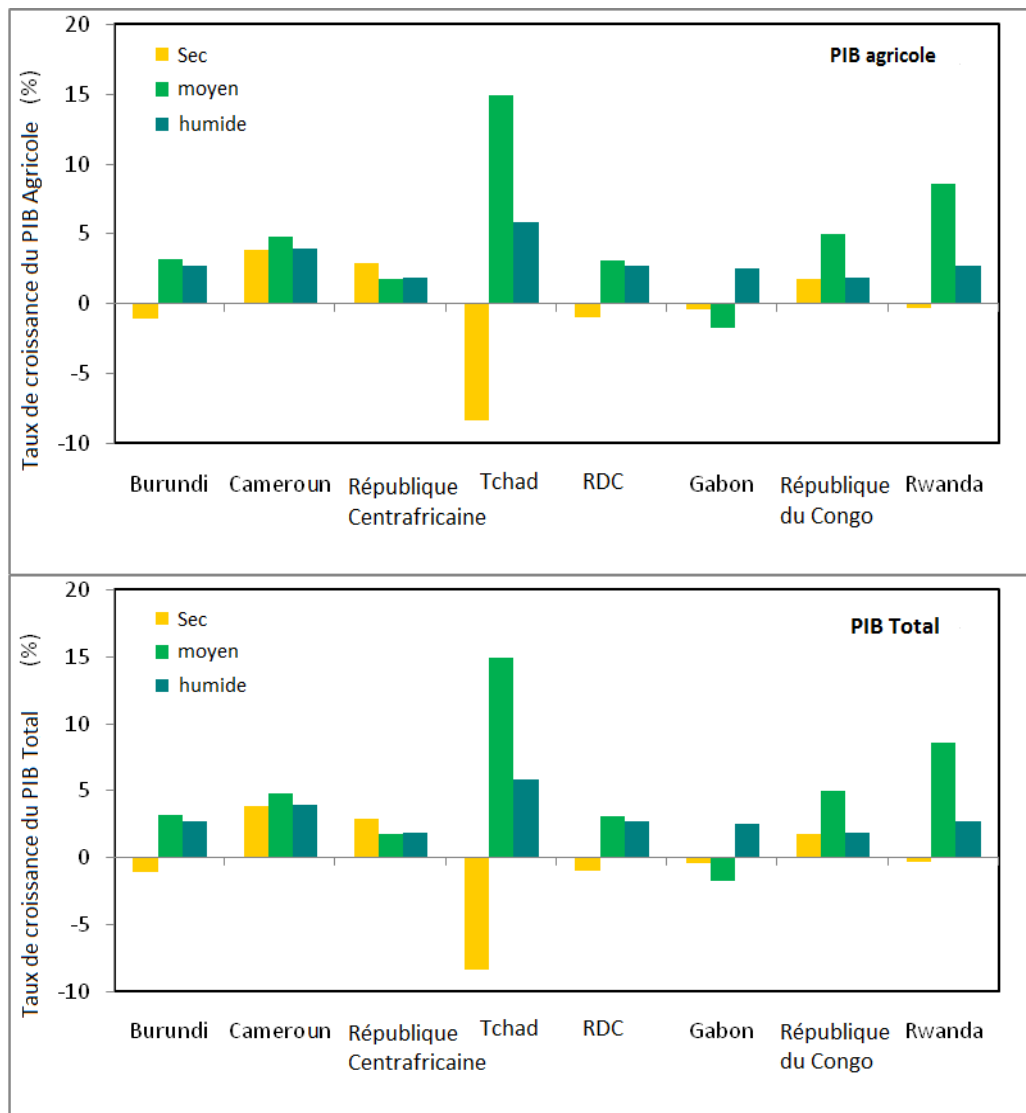 20
15
10
5
0
-5
-10
Taux de croissance du PIB Agricole (%)
Sec
moyen
humide
PIB agricole
Burundi
Cameroun
République
Centrafricaine
Tchad
RDC
Gabon
République
du Congo
Rwanda
20
15
10
5
0
-5
-10
Taux de croissance du PIB Total (%)
Sec
moyen
humide
PIB Total
Burundi
Cameroun
République
Centrafricaine
Tchad
RDC
Gabon
République
du Congo
Rwanda